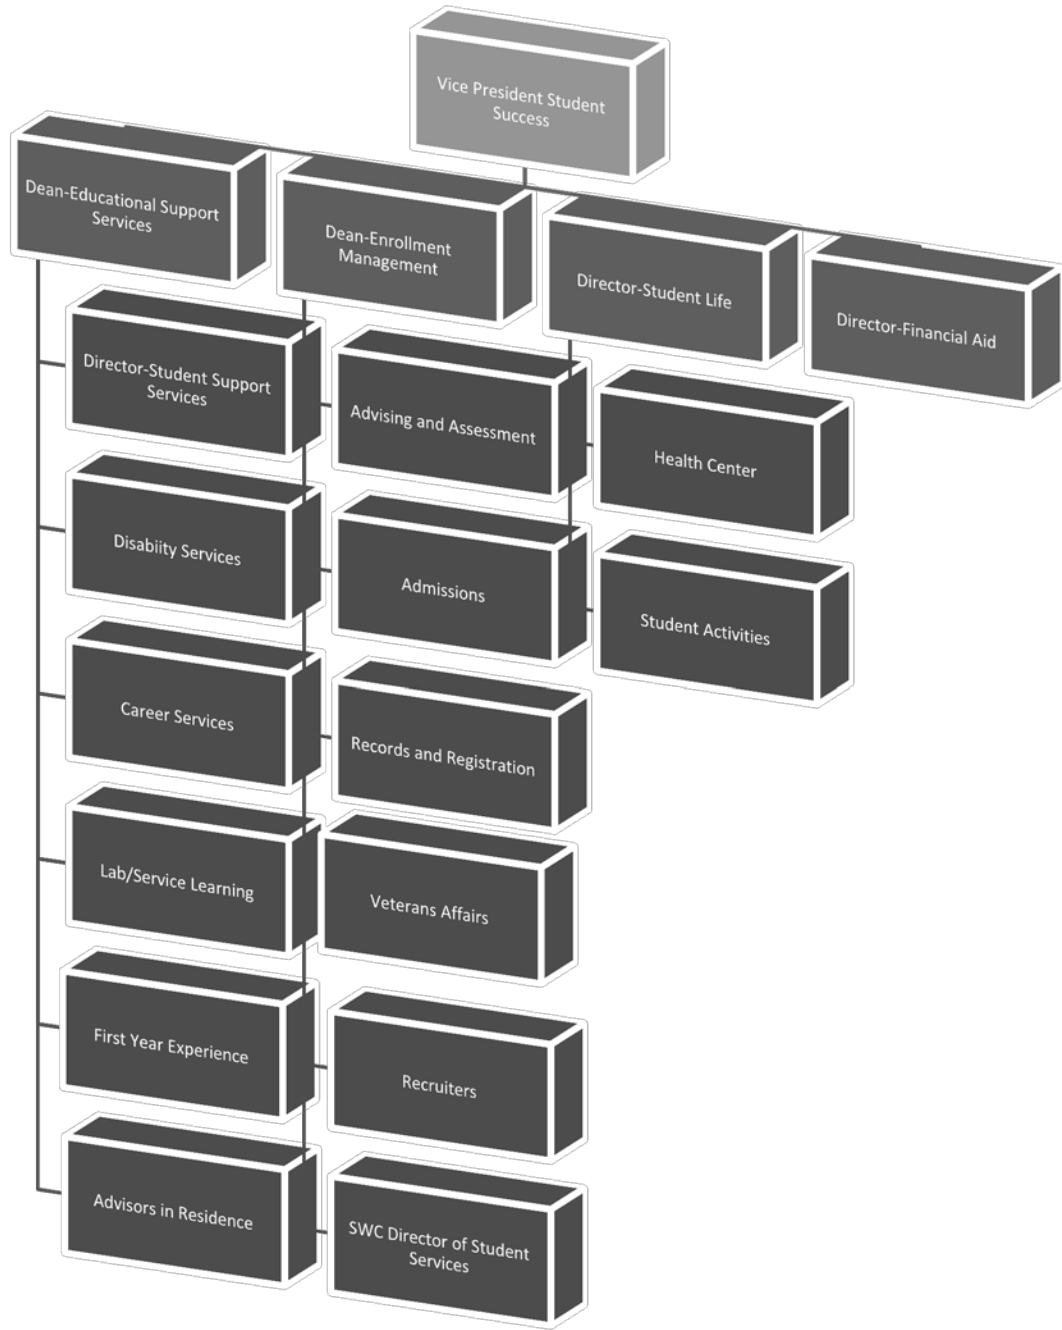 Vice President Student
Success
Dean-Educational Support
Services
Dean-Enrollment
Management
Director-Student Life
Director-Financial Aid
Director-Student Support
Services
Disabiity Services
Career Services
Lab/Service Learning
First Year Experience
Advisors in Residence
Advising and Assessment
Admissions
Records and Registration
Veterans Affairs
Recruiters
SWC Director of Student
Services
Health Center
Student Activities